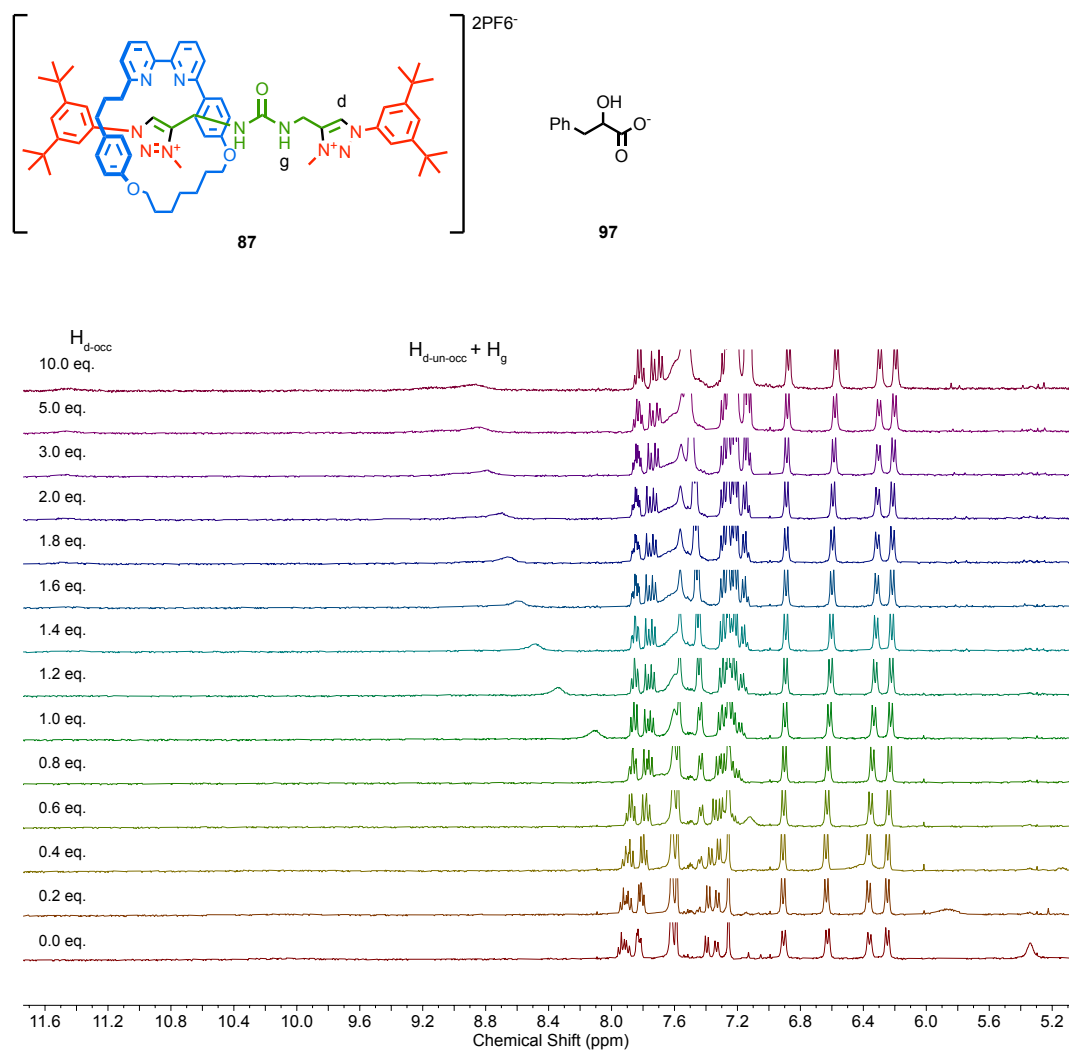 2PF6-
O
N N
d
N
N H
N H
N
N=N+
O
g
N+ N
O
87
OH
Ph
O-
O
97
Hd-occ
Hd-un-occ + Hg
10.0 eq.
5.0 eq.
3.0 eq.
2.0 eq.
1.8 eq.
1.6 eq.
1.4 eq.
1.2 eq.
1.0 eq.
0.8 eq.
0.6 eq.
0.4 eq.
0.2 eq.
0.0 eq.
11.6 11.2 10.8 10.4 10.0 9.6 9.2 8.8 8.4 8.0 7.6 7.2 6.8 6.4 6.0 5.6 5.2
Chemical Shift (ppm)